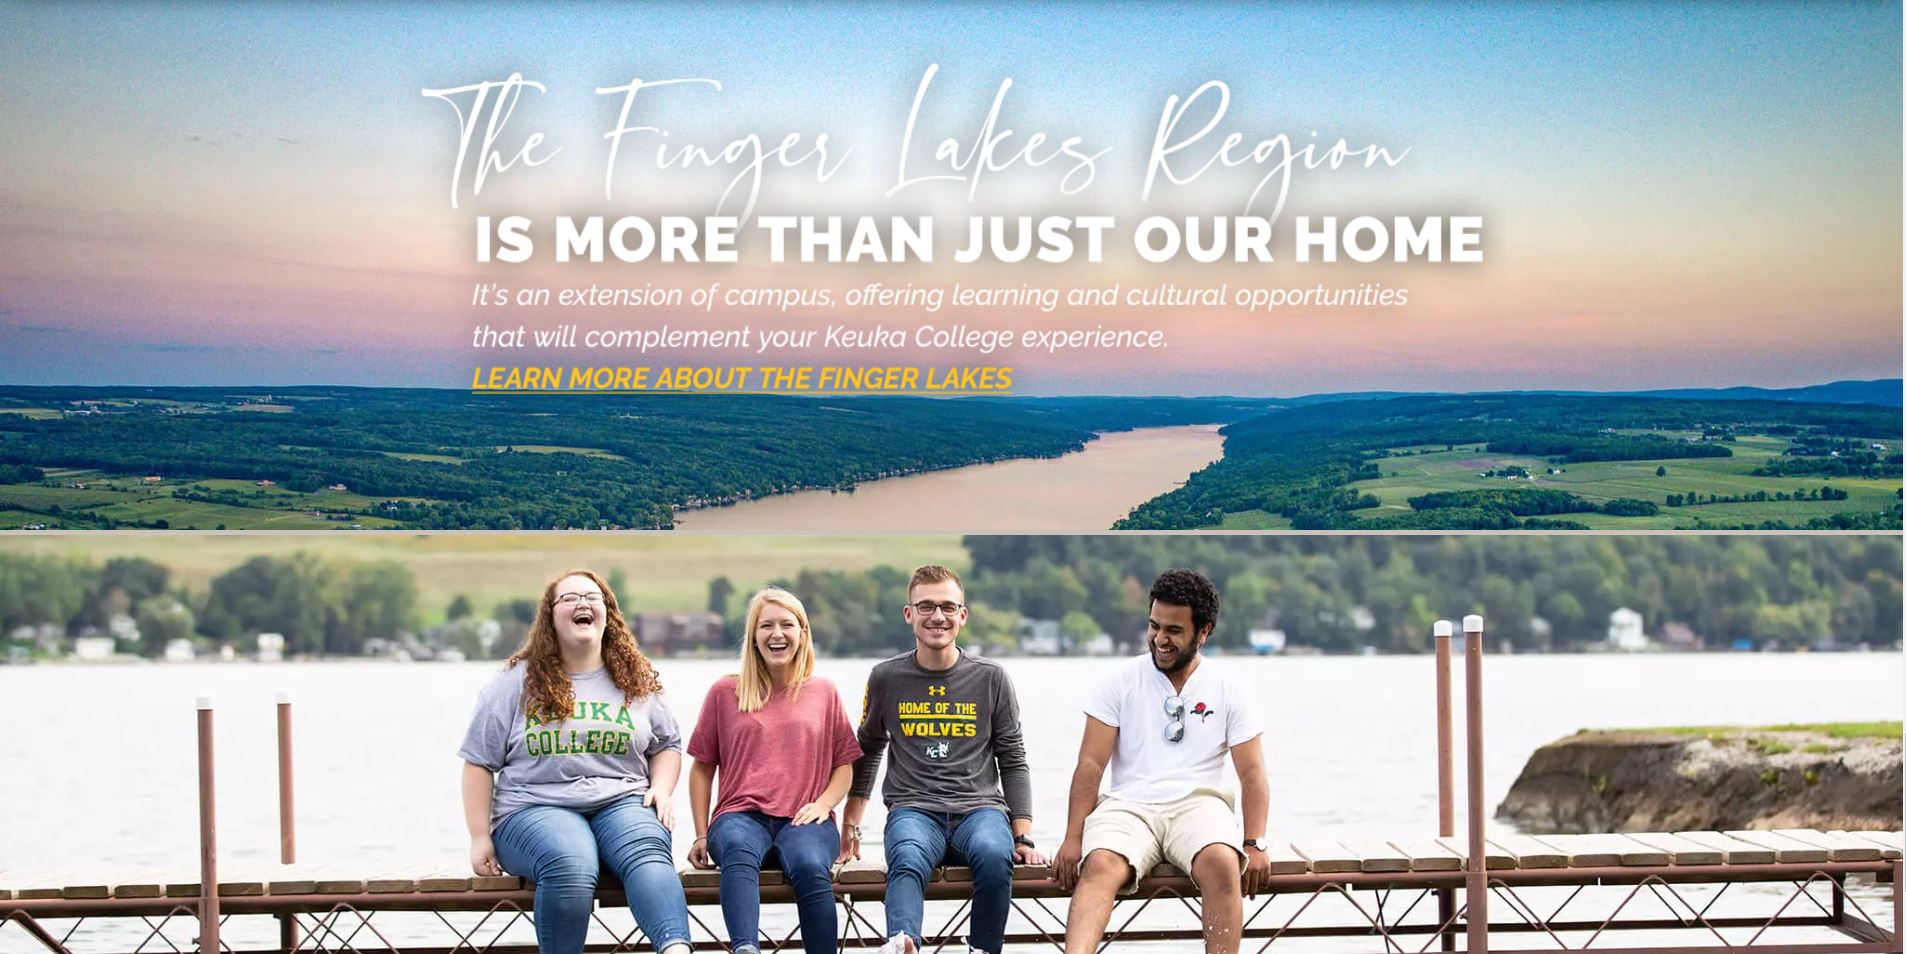 The Finger Lakes Region
IS MORE THAN JUST OUR HOME
It's an extension of campus, offering learning and cultural opportunities
that will complement your Keuka College experience.
LEARN MORE ABOUT THE FINGER LAKES
KEUKA
COLLEGE
HOME OF THE
WOLVES
KC